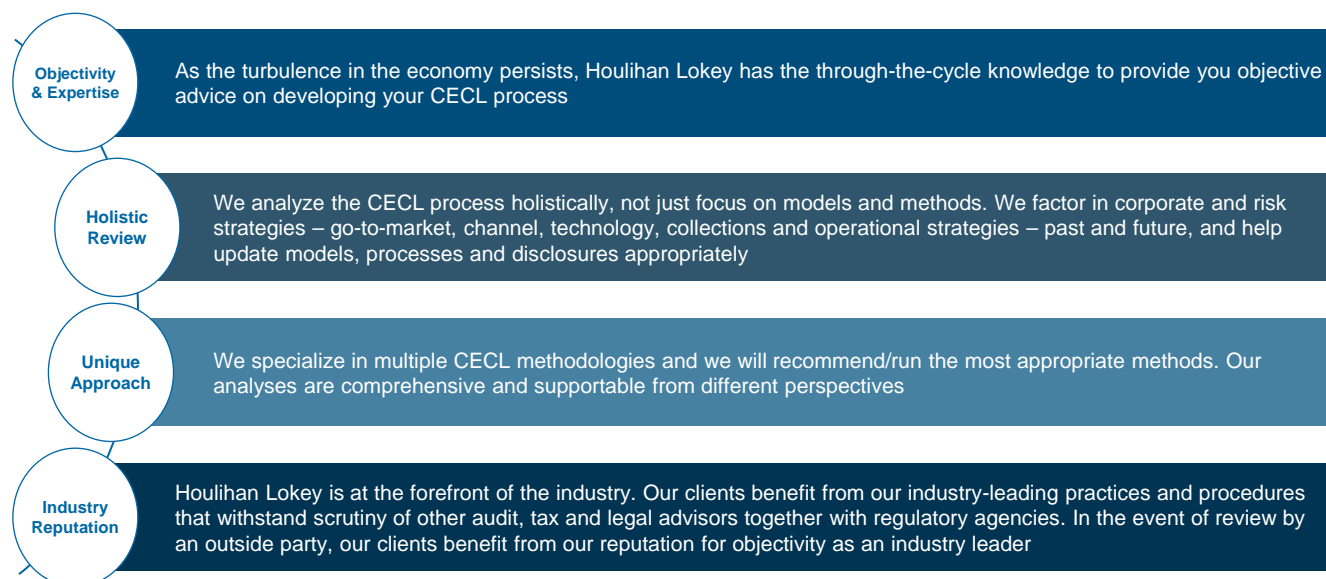 Objectivity
& Expertise
As the turbulence in the economy persists, Houlihan Lokey has the through-the-cycle knowledge to provide you objective
advice on developing your CECL process
Holistic
Review
We analyze the CECL process holistically, not just focus on models and methods. We factor in corporate and risk
strategies – go-to-market, channel, technology, collections and operational strategies – past and future, and help
update models, processes and disclosures appropriately
Unique
Approach
We specialize in multiple CECL methodologies and we will recommend/run the most appropriate methods. Our
analyses are comprehensive and supportable from different perspectives
Industry
Reputation
Houlihan Lokey is at the forefront of the industry. Our clients benefit from our industry-leading practices and procedures
that withstand scrutiny of other audit, tax and legal advisors together with regulatory agencies. In the event of review by
an outside party, our clients benefit from our reputation for objectivity as an industry leader